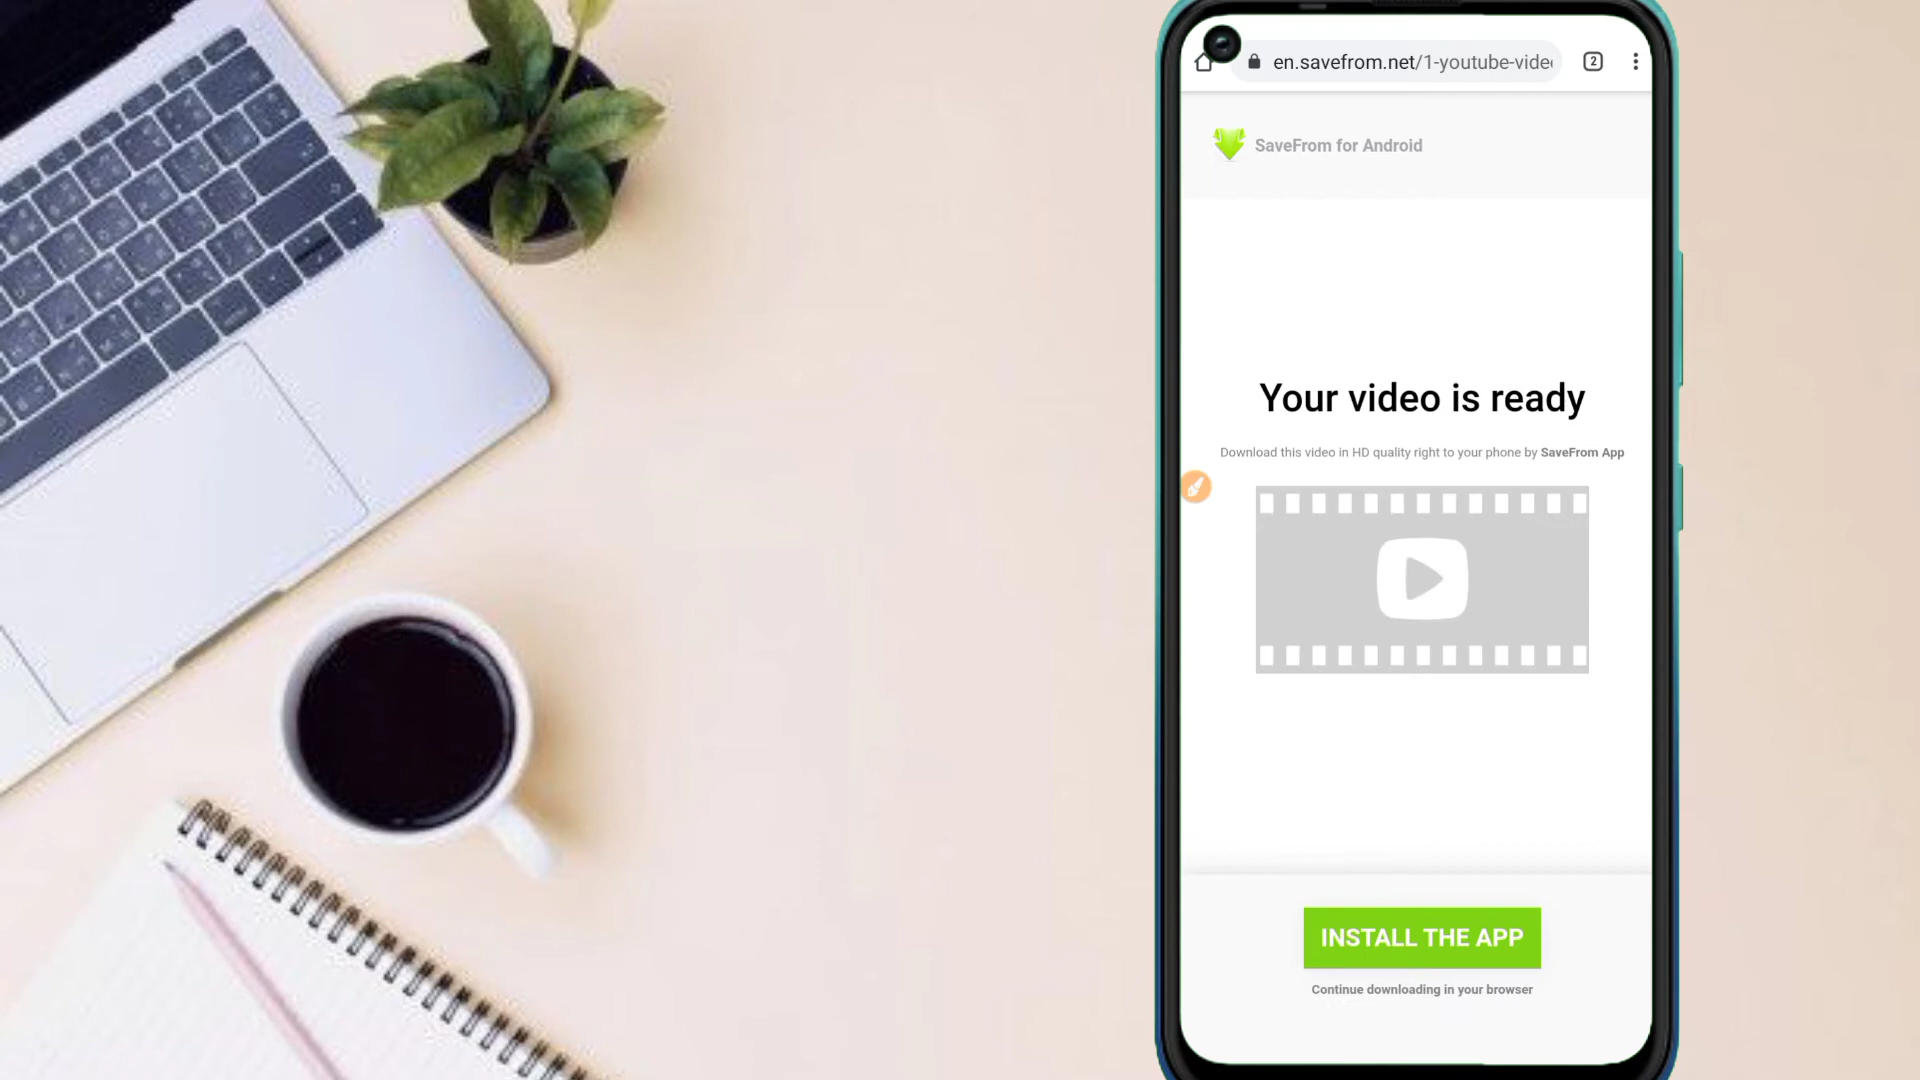 en.savefrom.net/1-youtube-vide
2
SaveFrom for Android
Your video is ready
Download this video in HD quality right to your phone by SaveFrom App
INSTALL THE APP
Continue downloading in your browser